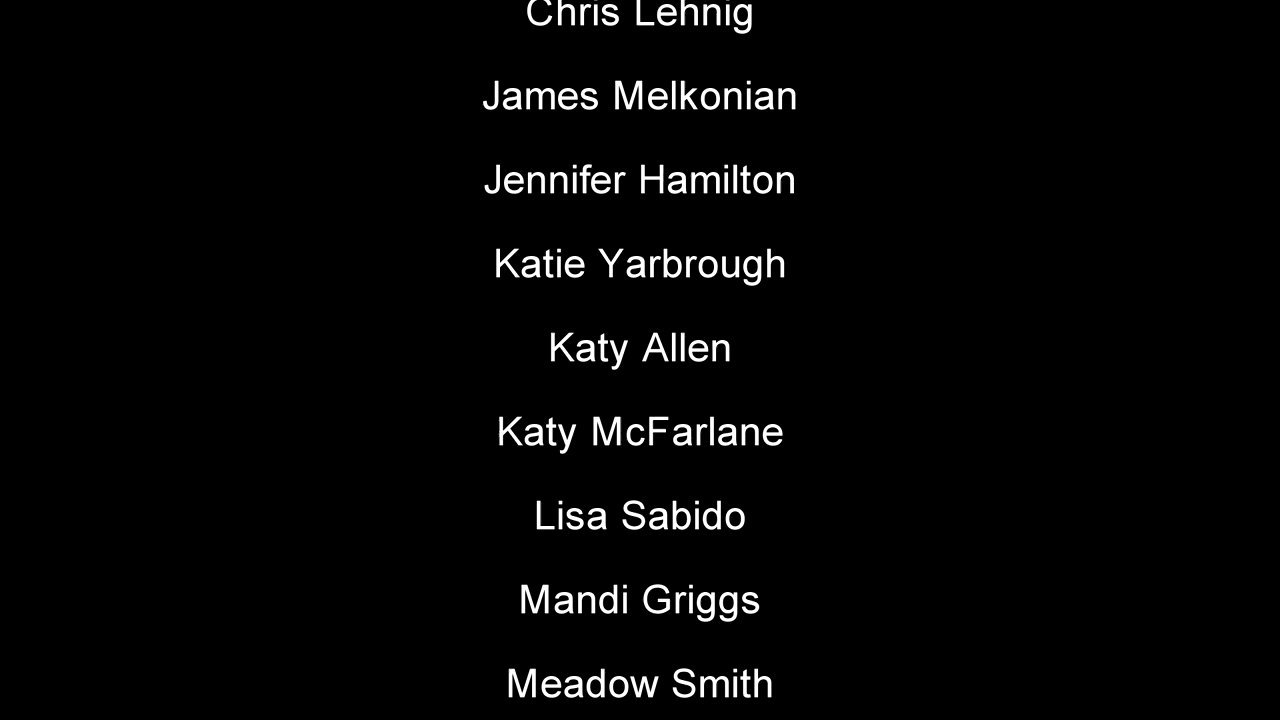 Chris Lehnig
James Melkonian
Jennifer Hamilton
Katie Yarbrough
Katy Allen
Katy McFarlane
Lisa Sabido
Mandi Griggs
Meadow Smith